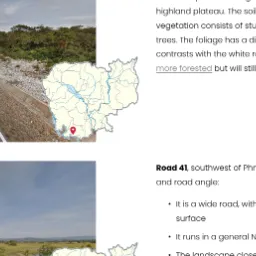 highland plateau. The soil
vegetation consists of stu
trees. The foliage has a di
contrasts with the white r
more forested but will still
Road 41, southwest of Phn
and road angle:
• It is a wide road, with
surface
• It runs in a general N
• The landscape close